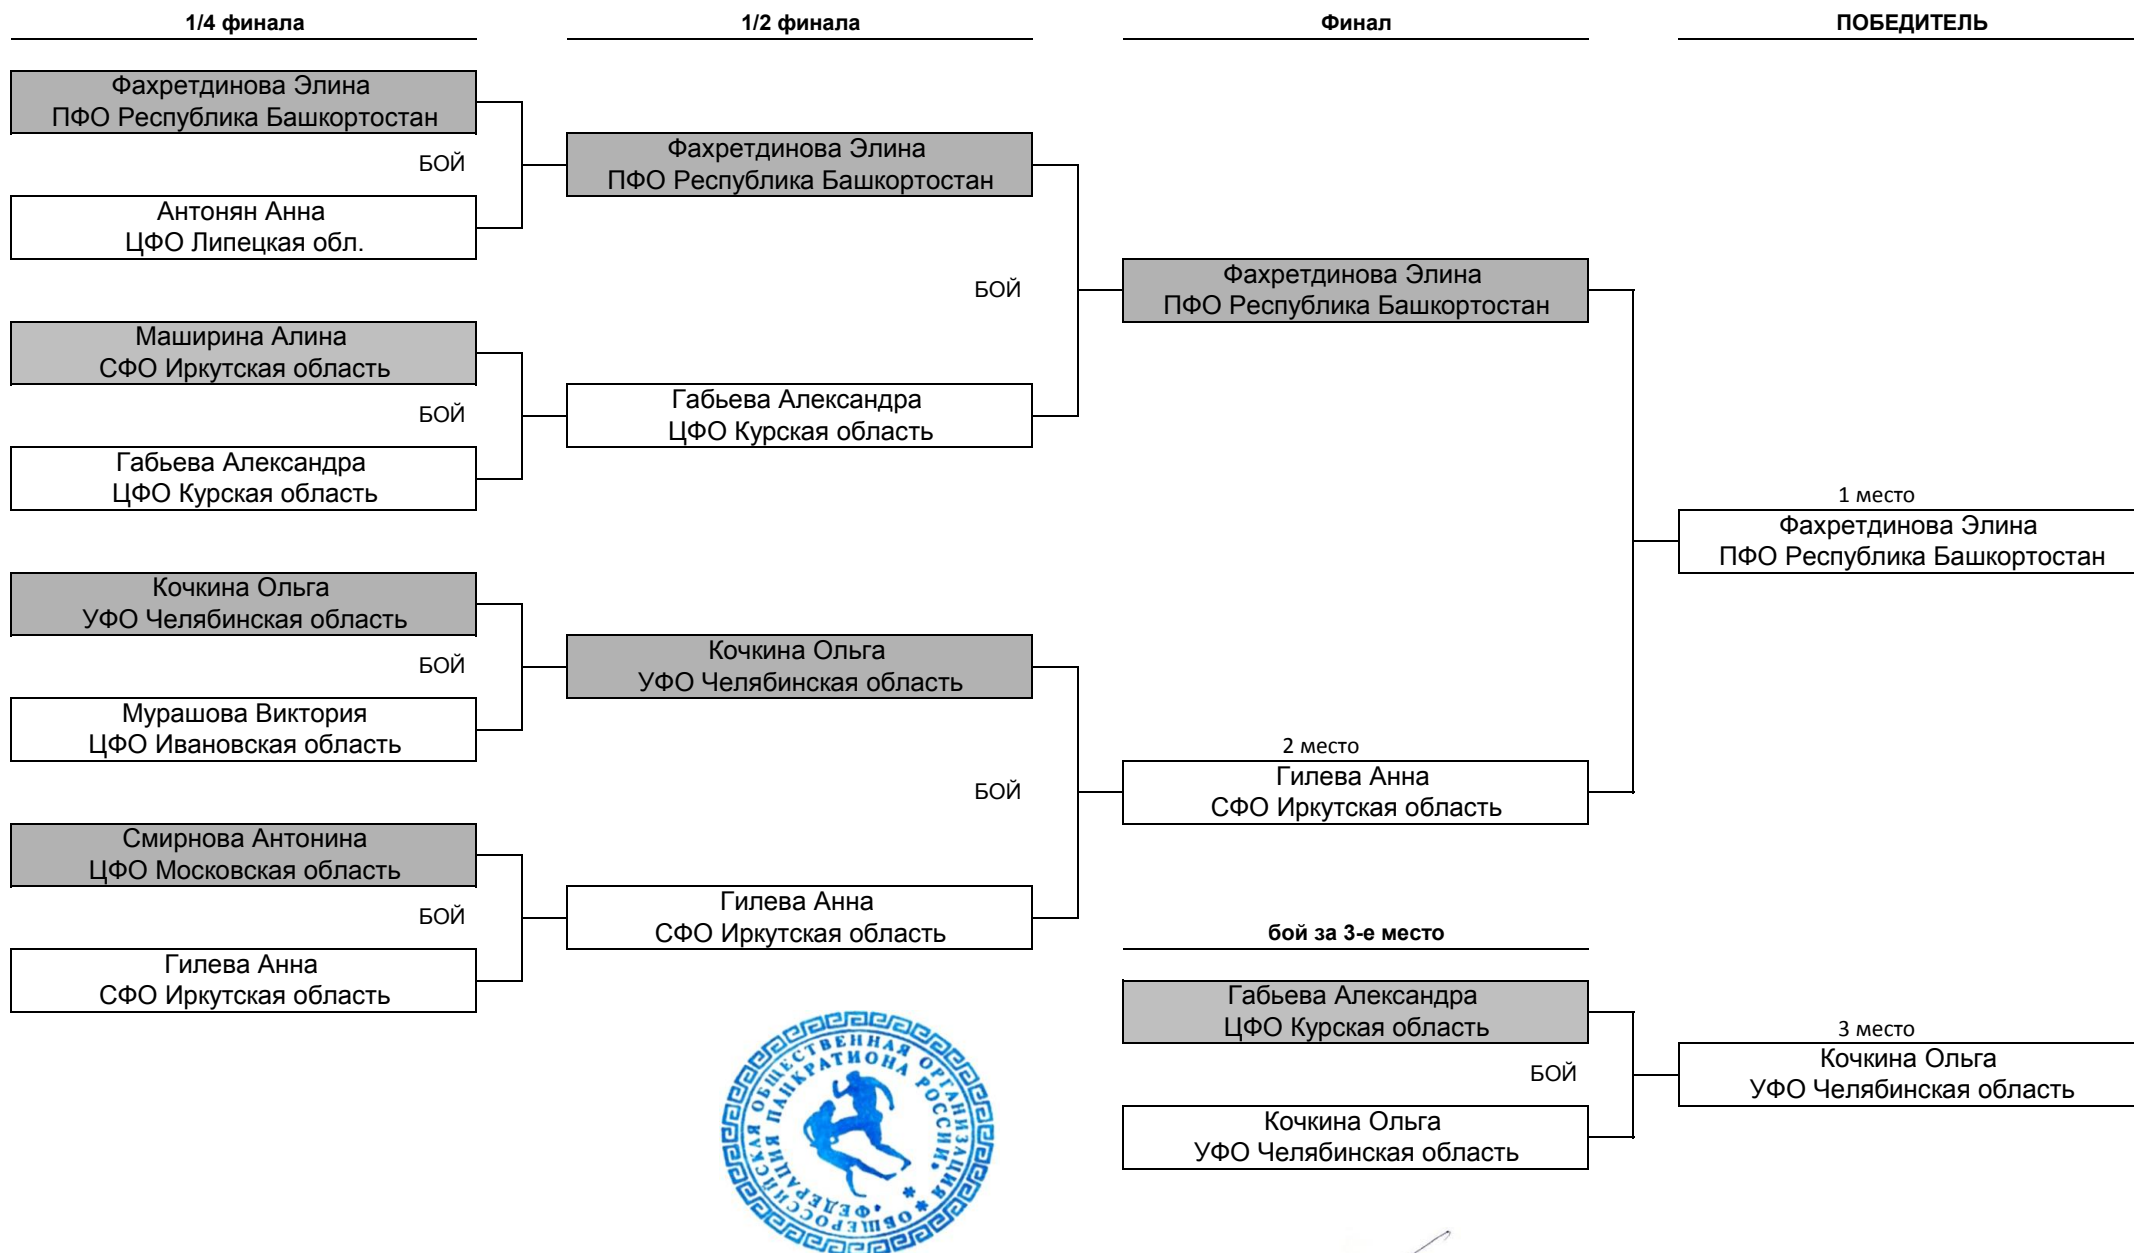 1/4 финала
1/2 финала
Финал
ПОБЕДИТЕЛЬ
Фахретдинова Элина
ПФО Республика Башкортостан
БОЙ
Антонян Анна
ЦФО Липецкая обл.
Маширина Алина
СФО Иркутская область
БОЙ
Габьева Александра
ЦФО Курская область
Кочкина Ольга
УФО Челябинская область
БОЙ
Мурашова Виктория
ЦФО Ивановская область
Смирнова Антонина
ЦФО Московская область
БОЙ
Гилева Анна
СФО Иркутская область
Фахретдинова Элина
ПФО Республика Башкортостан
БОЙ
Габьева Александра
ЦФО Курская область
Кочкина Ольга
УФО Челябинская область
БОЙ
Гилева Анна
СФО Иркутская область
Фахретдинова Элина
ПФО Республика Башкортостан
2 место
Гилева Анна
СФО Иркутская область
1 место
Фахретдинова Элина
ПФО Республика Башкортостан
бой за 3-е место
Габьева Александра
ЦФО Курская область
БОЙ
Кочкина Ольга
УФО Челябинская область
3 место
Кочкина Ольга
УФО Челябинская область
ОБЩЕРОССИЙСКАЯ ОБЩЕСТВЕННАЯ ОРГАНИЗАЦИЯ
ФЕДЕРАЦИЯ ПАНКРАТИОНА РОССИИ